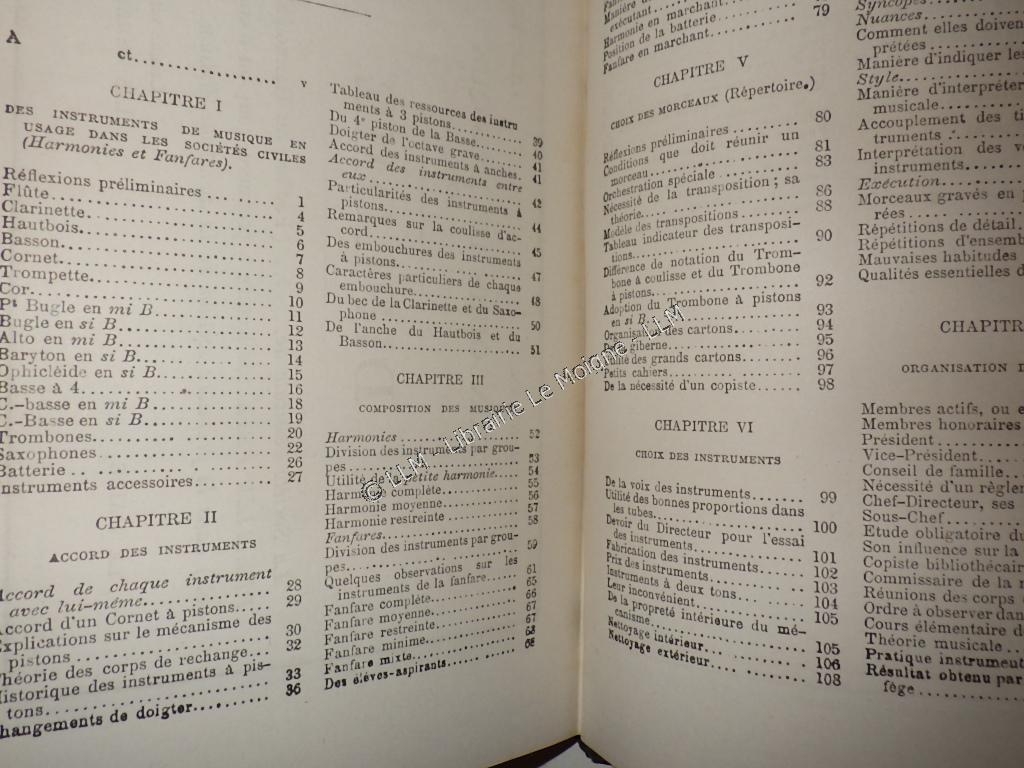 A
ct................. v
CHAPITRE I
DES INSTRUMENTS DE MUSIQUE EN
USAGE DANS LES SOCIÉTÉS CIVILES
(Harmonies et Fanfares).
Réflexions préliminaires ... 1
Flûte. 4
Clarinette. 5
Hautbois. 6
Basson. 7
Cornet. 8
Trompette. 9
Cor. 10
Pt Bugle en mi B. 11
Bugle en si B. 12
Alto en mi B. 13
Baryton en si B. 14
Ophicléide en si B. 15
Basse à 4. 16
C.-basse en mi B. 18
C.-Basse en si B. 19
Trombones. 20
Saxophones. 22
Batterie. 26
Instruments accessoires. 27
CHAPITRE II
ACCORD DES INSTRUMENTS
Accord de chaque instrument
avec lui-même. 28
Accord d'un Cornet à pistons. 29
Explications sur le mécanisme des
pistons. 30
Théorie des corps de rechange. 32
Historique des instruments à pis-
tons. 33
Changements de doigter. 36
Tableau des ressources des instru
ments à 3 pistons. 39
Du 4e piston de la Basse. 40
Doigter de l'octave grave. 41
Accord des instruments à anches. 41
Accord des instruments entre
eux. 42
Particularités des instruments à
pistons. 44
Remarques sur la coulisse d'ac-
cord. 45
Des embouchures des instruments
à pistons. 47
Caractères particuliers de chaque
embouchure. 48
Du bec de la Clarinette et du Saxo-
phone. 50
De l'anche du Hautbois et du
Basson. 51
CHAPITRE III
COMPOSITION DES MUSIQUES
Harmonies. 52
Division des instruments par grou-
pes. 53
Utilité de la petite harmonie. 54
Harmonie complète. 55
Harmonie moyenne. 56
Harmonie restreinte. 57
Fanfares. 58
Division des instruments par grou-
pes. 59
Quelques observations sur les
instruments de la fanfare. 61
Fanfare complète. 65
Fanfare moyenne. 66
Fanfare restreinte. 67
Fanfare minime. 67
Fanfare mixte. 68
Des élèves-aspirants. 68
Manière
exécutant
Harmonie en marchant
Position de la batterie. 79
Fanfare en marchant.
CHAPITRE V
CHOIX DES MORCEAUX (Répertoire.)
Réflexions préliminaires. 80
Conditions que doit réunir un
morceau. 81
Orchestration spéciale. 83
Nécessité de la transposition; sa
théorie. 86
Modèle des transpositions. 88
Tableau indicateur des transposi-
tions. 90
Différence de notation du Trom-
bone à coulisse et du Trombone
à pistons. 92
Adoption du Trombone à pistons
en si B. 93
Organisation des cartons. 94
giberne. 95
Utilité des grands cartons. 96
Petits cahiers. 97
De la nécessité d'un copiste. 98
CHAPITRE VI
CHOIX DES INSTRUMENTS
De la voix des instruments. 99
Utilité des bonnes proportions dans
les tubes. 100
Devoir du Directeur pour l'essai
des instruments. 101
Fabrication des instruments. 102
Prix des instruments. 103
Instruments à deux tons. 104
Leur inconvénient. 105
De la propreté intérieure du mé-
canisme. 105
Nettoyage intérieur. 106
Nettoyage extérieur. 108
Syncopes
Nuances
Comment elles doiven
prétées
Manière d'indiquer les
Style
Manière d'interpréter
musicale
Accouplement des ti
truments
Interprétation des
instruments
Exécution
Morceaux gravés en
rées
Répétitions de détail
Répétitions d'ensemb
Mauvaises habitudes
Qualités essentielles d
CHAPITR
ORGANISATION D
Membres actifs, ou e
Membres honoraires
Président
Vice-Président
Conseil de famille
Nécessité d'un règlem
Chef-Directeur, ses
Sous-Chef
Etude obligatoire du
Son influence sur la
Copiste bibliothécair
Commissaire de la
Réunions des corps
Ordre à observer dan
Cours élémentaire d
Théorie musicale
Pratique instrument
Résultat obtenu par
fège
© LLM - Librairie Le Moigne - LLM